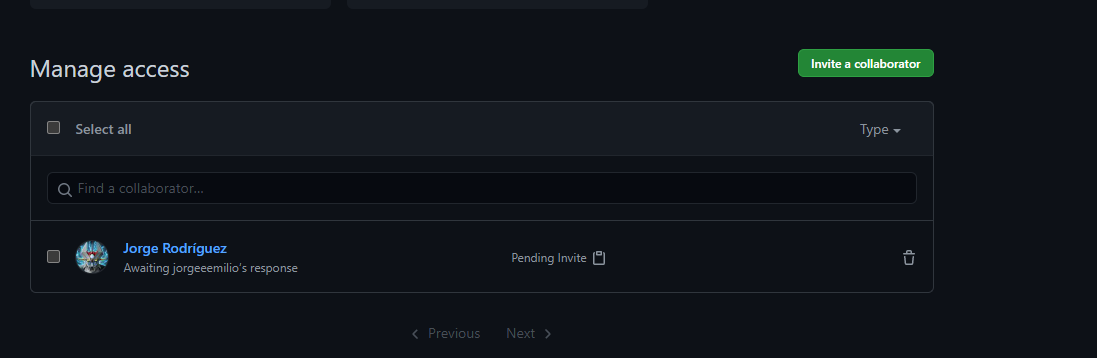 Manage access
Invite a collaborator
Select all
Type
Find a collaborator...
Jorge Rodríguez
Awaiting jorgeeemilio's response
Pending Invite
Previous
Next